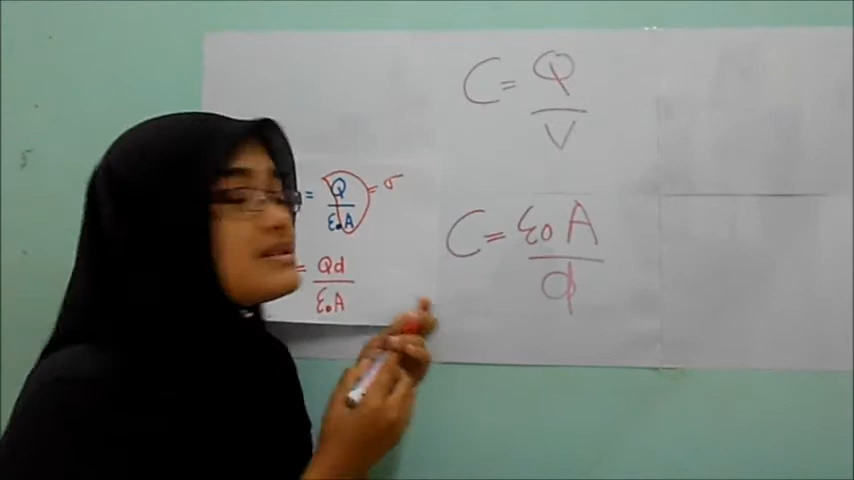 = Q/ε₀A = σ
= Qd/ε₀A
C = Q/V
C = ε₀A/d